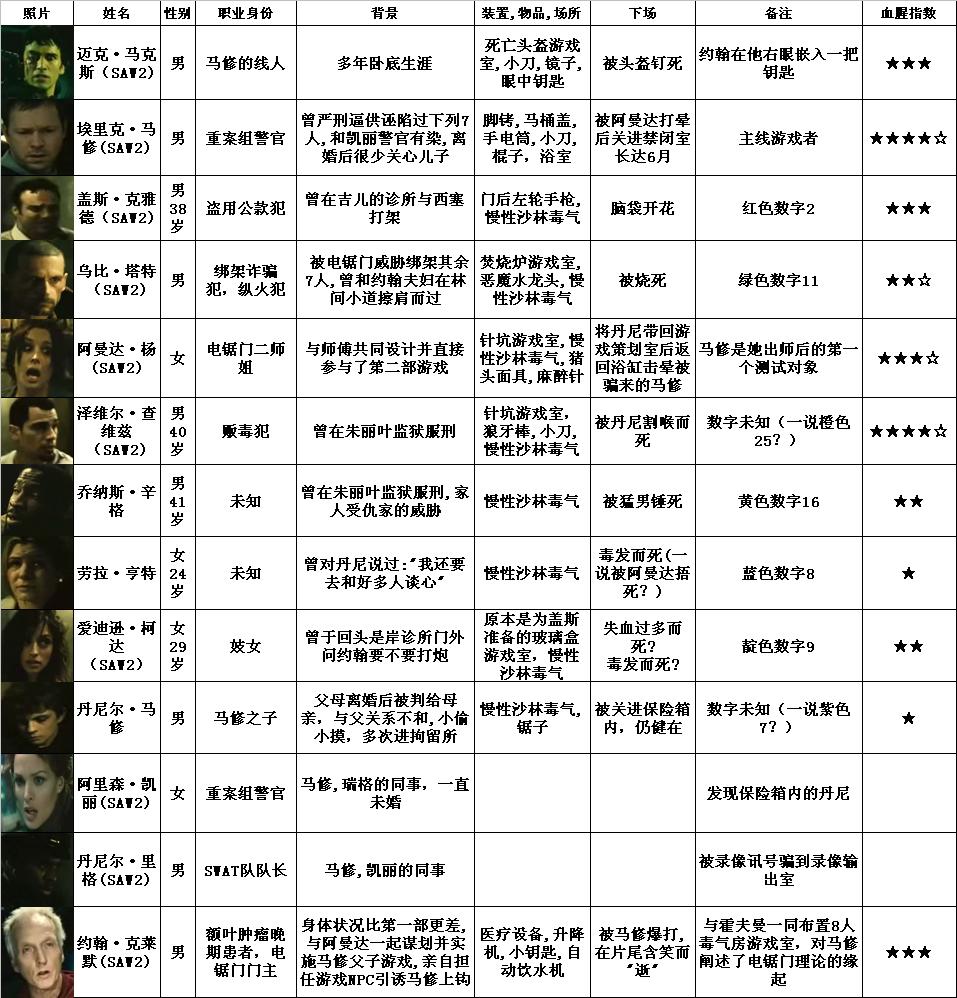 照片 姓名 性别 职业身份 背景 装置,物品,场所 下场 备注 血腥指数
迈克·马克斯（SAW2） 男 马修的线人 多年卧底生涯 死亡头盔游戏室,小刀,镜子,眼中钥匙 被头盔钉死 约翰在他右眼嵌入一把钥匙 ★★★
埃里克·马修(SAW2) 男 重案组警官 曾严刑逼供诬陷过下列7人,和凯丽警官有染,离婚后很少关心儿子 脚铐,马桶盖,手电筒,小刀,棍子，浴室 被阿曼达打晕后关进禁闭室长达6月 主线游戏者 ★★★★☆
盖斯·克雅德（SAW2） 男38岁 盗用公款犯 曾在吉儿的诊所与西塞打架 门后左轮手枪,慢性沙林毒气 脑袋开花 红色数字2 ★★★
乌比·塔特（SAW2） 男 绑架诈骗犯，纵火犯 被电锯门威胁绑架其余7人,曾和约翰夫妇在林间小道擦肩而过 焚烧炉游戏室,恶魔水龙头,慢性沙林毒气 被烧死 绿色数字11 ★★☆
阿曼达·杨(SAW2) 女 电锯门二师姐 与师傅共同设计并直接参与了第二部游戏 针坑游戏室,慢性沙林毒气,猪头面具,麻醉针 将丹尼带回游戏策划室后返回浴缸击晕被骗来的马修 马修是她出师后的第一个测试对象 ★★★☆
泽维尔·查维兹（SAW2） 男40岁 贩毒犯 曾在朱丽叶监狱服刑 针坑游戏室，狼牙棒,小刀,慢性沙林毒气 被丹尼割喉而死 数字未知（一说橙色25？） ★★★★☆
乔纳斯·辛格 男41岁 未知 曾在朱丽叶监狱服刑,家人受仇家的威胁 慢性沙林毒气 被猛男锤死 黄色数字16 ★★
劳拉·亨特 女24岁 未知 曾对丹尼说过:"我还要去和好多人谈心" 慢性沙林毒气 毒发而死(一说被阿曼达捂死？) 蓝色数字8 ★
爱迪逊·柯达（SAW2） 女29岁 妓女 曾于回头是岸诊所门外问约翰要不要打炮 原本是为盖斯准备的玻璃盒游戏室，慢性沙林毒气 失血过多而死?毒发而死? 靛色数字9 ★★
丹尼尔·马修 男 马修之子 父母离婚后被判给母亲，与父关系不和,小偷小摸，多次进拘留所 慢性沙林毒气,锯子 被关进保险箱内，仍健在 数字未知（一说紫色7？） ★
阿里森·凯丽(SAW2) 女 重案组警官 马修,瑞格的同事，一直未婚 发现保险箱内的丹尼
丹尼尔·里格(SAW2) 男 SWAT队队长 马修,凯丽的同事 被录像讯号骗到录像输出室
约翰·克莱默(SAW2) 男 额叶肿瘤晚期患者，电锯门门主 身体状况比第一部更差,与阿曼达一起谋划并实施马修父子游戏,亲自担任游戏NPC引诱马修上钩 医疗设备,升降机,小钥匙,自动饮水机 被马修爆打,在片尾含笑而"逝" 与霍夫曼一同布置8人毒气房游戏室，对马修阐述了电锯门理论的缘起 ★★★